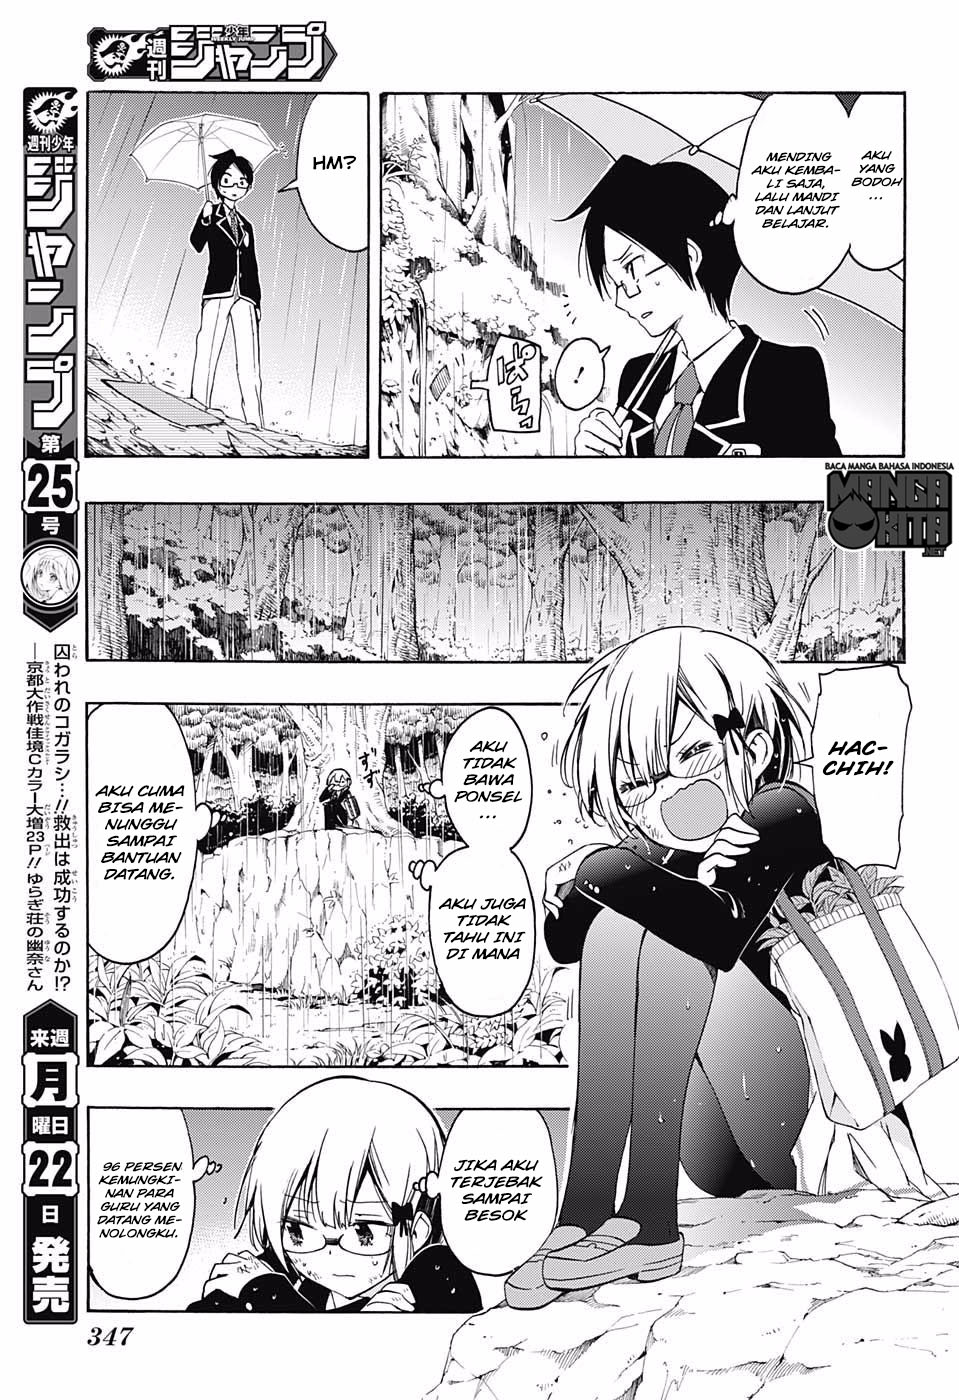 週刊
少年
ジャンプ
AKU
YANG
BODOH
...
MENDING
AKU KEMBA-
LI SAJA,
LALU MANDI
DAN LANJUT
BELAJAR.
!
ぱらっ
HM?
BACA MANGA BAHASA INDONESIA
MANGA
KITA
.NET
HAC-
CHIH!
AKU
TIDAK
BAWA
PONSEL
AKU JUGA
TIDAK
TAHU INI
DI MANA
AKU CUMA
BISA ME-
NUNGGU
SAMPAI
BANTUAN
DATANG.
JIKA AKU
TERJEBAK
SAMPAI
BESOK
96 PERSEN
KEMUNGKI-
NAN PARA
GURU YANG
DATANG ME-
NOLONGKU.
週刊少年
ジャンプ
第
25
号
囚われのコガラシ…!!救出は成功するのか!?
―京都大作戦佳境Cカラー大増23P!!ゆらぎ荘の幽奈さん
来週
月
曜日
22
日
発売
347